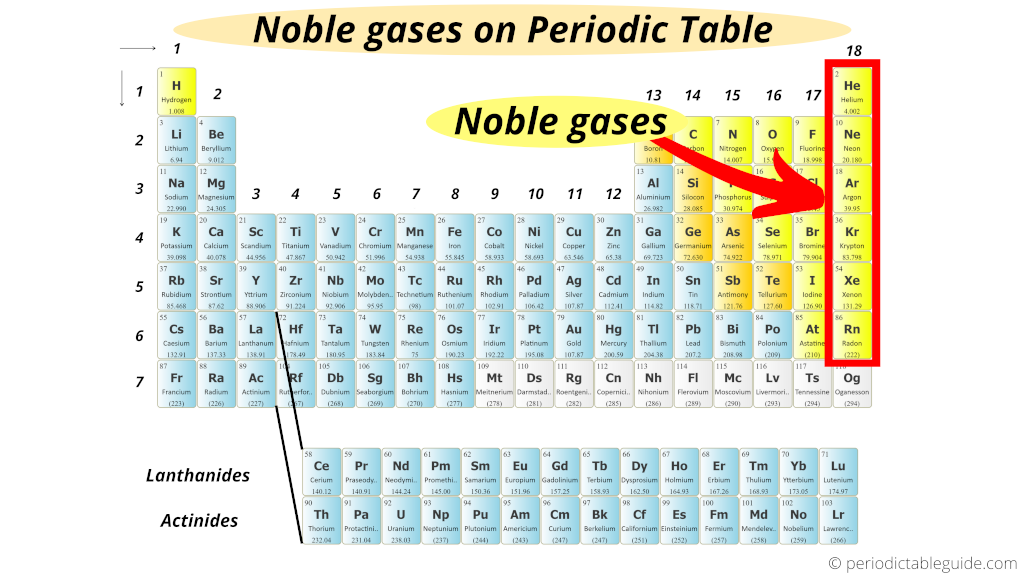 Noble gases on Periodic Table
1 18
1 H He
1 2
Hydrogen Helium
1.008 4.002
2 13 14 15 16 17
Noble gases
2 3 4 7 8 9 10
Li Be C N O F Ne
Lithium Beryllium Boron Nitrogen Oxygen Fluorine Neon
6.94 9.012 10.81 14.007 18.998 20.180
3 11 12 13 14 15 16 18
Na Mg Al Si Ar
Sodium Magnesium Aluminium Silocon Phosphorus Argon
22.990 24.305 26.982 28.085 30.974 39.95
3 4 5 6 7 8 9 10 11 12
4 19 20 21 22 23 24 25 26 27 28 29 30 31 32 33 34 35 36
K Ca Sc Ti V Cr Mn Fe Co Ni Cu Zn Ga Ge As Se Br Kr
Potassium Calcium Scandium Titanium Vanadium Chromium Manganese Iron Cobalt Nickel Copper Zinc Gallium Germanium Arsenic Selenium Bromine Krypton
39.098 40.078 44.956 47.867 50.942 51.996 54.938 55.845 58.933 58.693 63.546 65.38 69.723 72.630 74.922 78.971 79.904 83.798
5 37 38 39 40 41 42 43 44 45 46 47 48 49 50 51 52 53 54
Rb Sr Y Zr Nb Mo Tc Ru Rh Pd Ag Cd In Sn Sb Te I Xe
Rubidium Strontium Yttrium Zirconium Niobium Molybden.. Technetium Ruthenium Rhodium Palladium Silver Cadmium Indium Tin Antimony Tellurium Iodine Xenon
85.468 87.62 88.906 91.224 92.906 95.95 (98) 101.07 102.91 106.42 107.87 112.41 114.82 118.71 121.76 127.60 126.90 131.29
6 55 56 57 72 73 74 75 76 77 78 79 80 81 82 83 84 85 86
Cs Ba La Hf Ta W Re Os Ir Pt Au Hg Tl Pb Bi Po At Rn
Caesium Barium Lanthanum Hafnium Tantalum Tungsten Rhenium Osmium Iridium Platinum Gold Mercury Thallium Lead Bismuth Polonium Astatine Radon
132.91 137.33 138.91 178.49 180.95 183.84 75 190.23 192.22 195.08 107.87 200.59 204.38 207.2 208.98 (209) (210) (222)
7 87 88 89 105 106 107 108 109 110 111 112 113 114 115 116 117
Fr Ra Ac Rf Db Sg Bh Hs Mt Ds Rg Cn Nh Fl Mc Lv Ts Og
Francium Radium Actinium Rutherfor.. Dubnium Seaborgium Bohrium Hassnium Meitnerium Darmstad.. Roentgeni.. Copernici.. Nihonium Flerovium Moscovium Livermori.. Tennessine Oganesson
(223) (226) (227) (267) (268) (269) (270) (277) (278) (281) (282) (285) (286) (289) (290) (293) (294) (294)
58 59 60 61 62 63 64 65 66 67 68 69 70 71
Lanthanides Ce Pr Nd Pm Sm Eu Gd Tb Dy Ho Er Tm Yb Lu
Cerium Praseody.. Neodymi.. Promethi.. Samarium Europium Gadolinium Terbium Dysprosium Holmium Erbium Thulium Ytterbium Lutenium
140.12 140.91 144.24 145.00 150.36 151.96 157.25 158.93 162.50 164.93 167.26 168.93 173.05 174.97
90 91 92 93 94 95 96 97 98 99 100 101 102 103
Actinides Th Pa U Np Pu Am Cm Bk Cf Es Fm Md No Lr
Thorium Protactini.. Uranium Neptunium Plutonium Americium Curium Berkelium Californium Einsteinium Fermium Mendelev.. Nobelium Lawrenc..
232.04 231.04 238.03 (237) (244) (243) (247) (247) (251) (252) (257) (258) (259) (266)
© periodictableguide.com